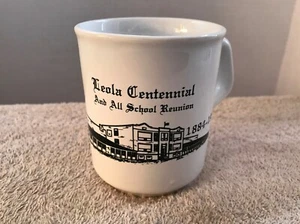 Leola Centennial
And All School Reunion
1884-